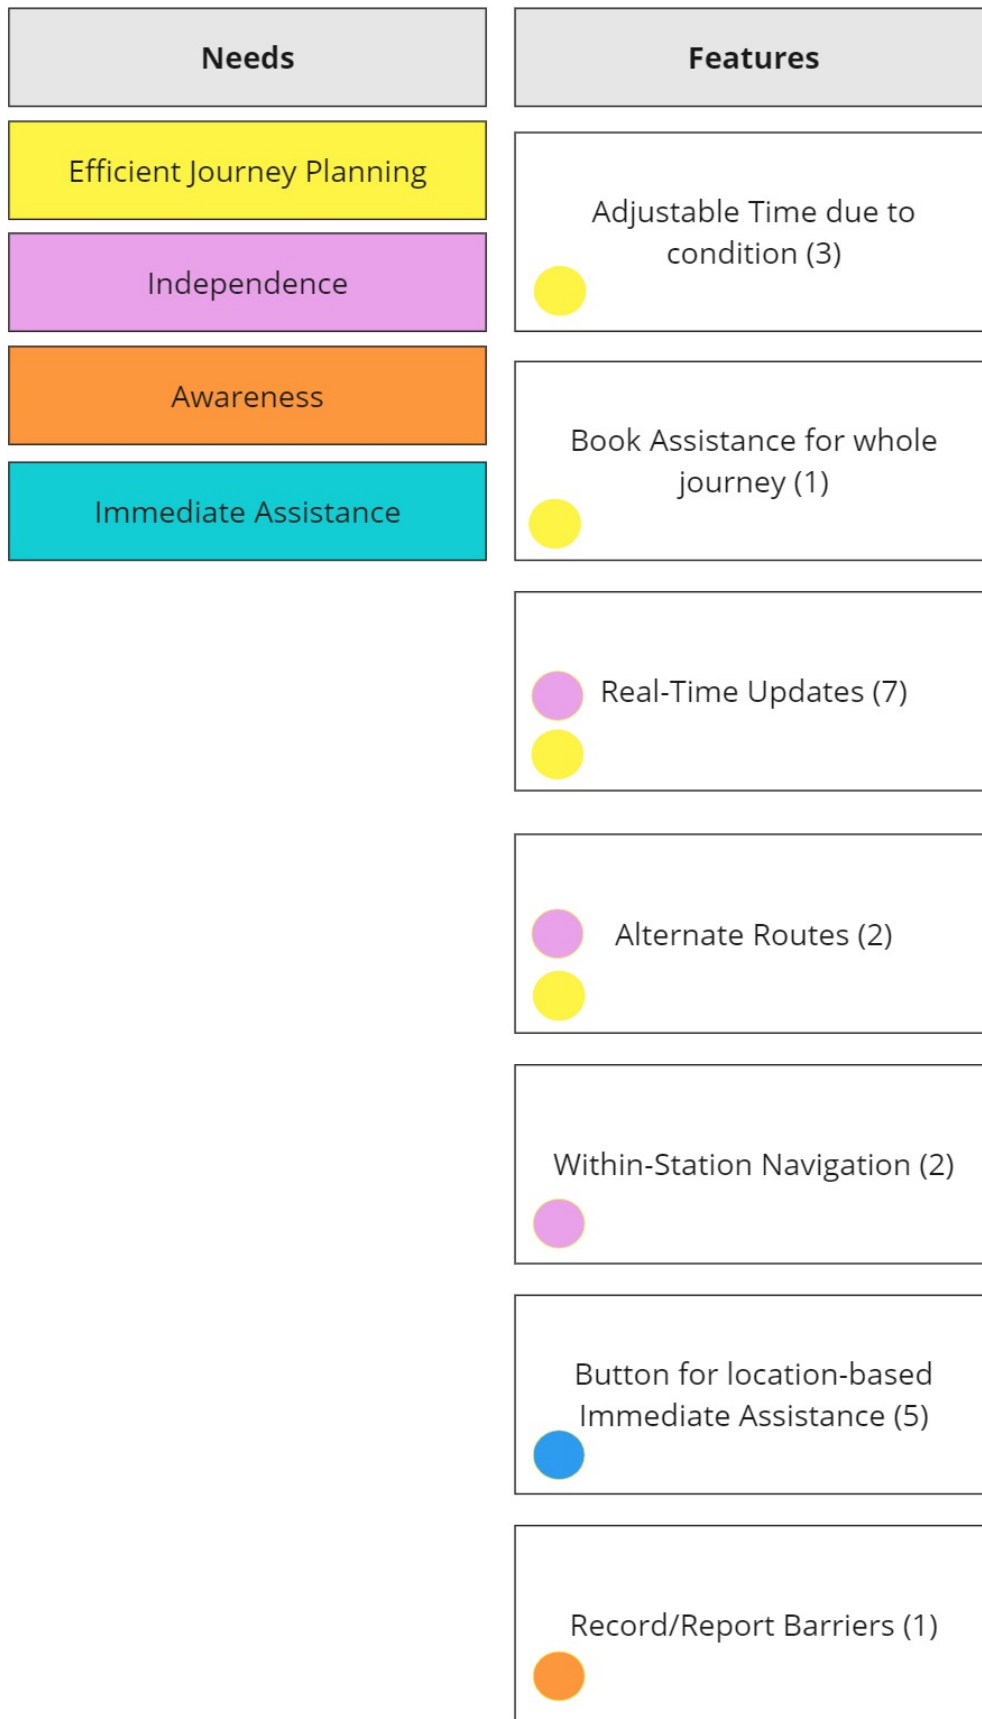 Needs
Efficient Journey Planning
Independence
Awareness
Immediate Assistance
Features
Adjustable Time due to
condition (3)
Book Assistance for whole
journey (1)
Real-Time Updates (7)
Alternate Routes (2)
Within-Station Navigation (2)
Button for location-based
Immediate Assistance (5)
Record/Report Barriers (1)